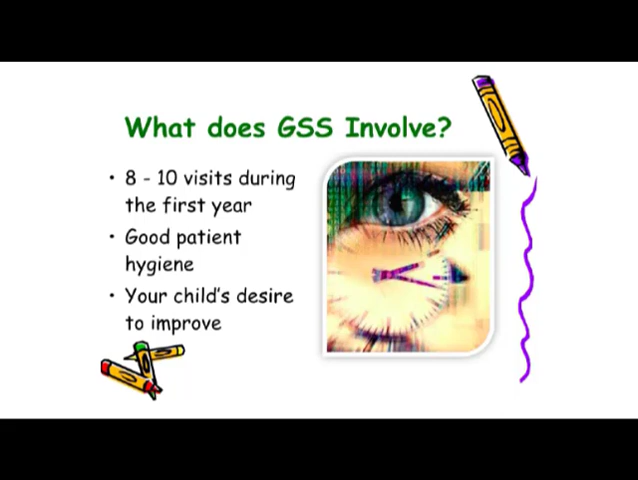 What does GSS Involve?
• 8 - 10 visits during
the first year
• Good patient
hygiene
• Your child's desire
to improve